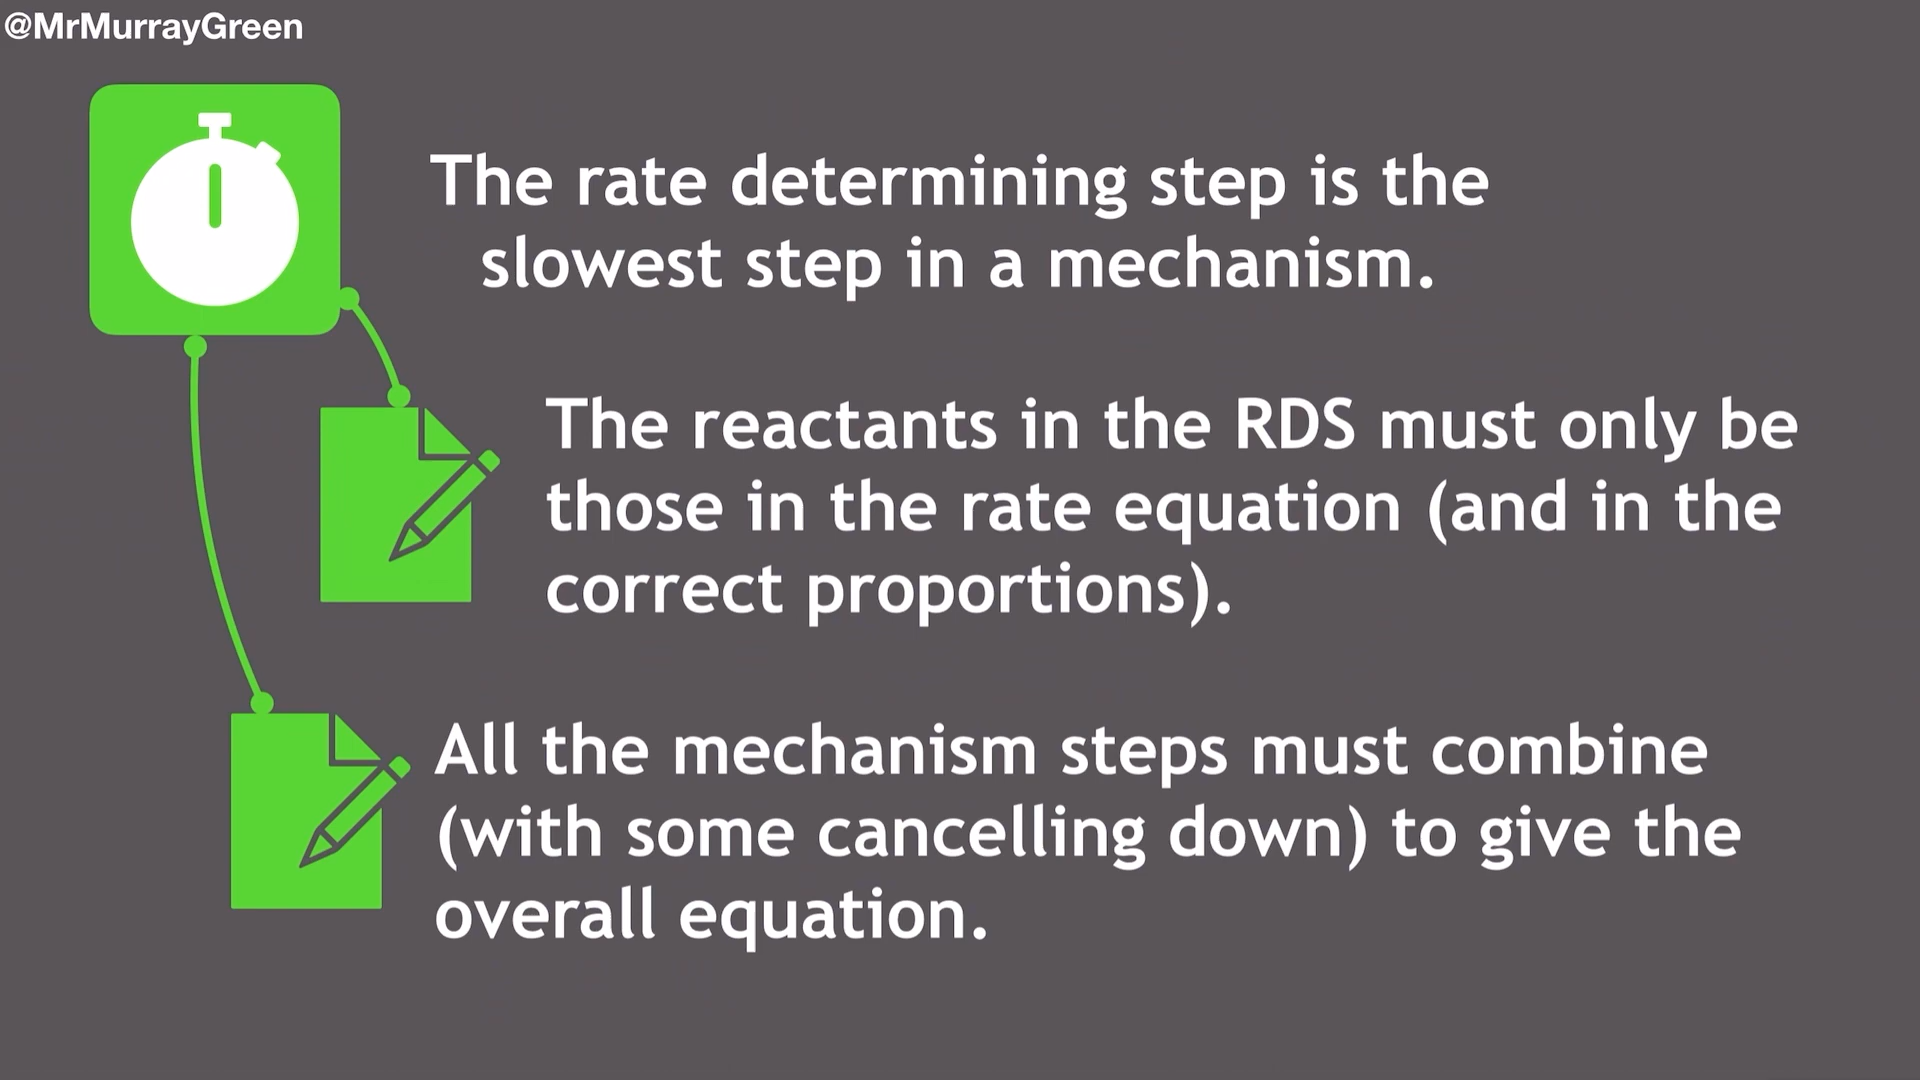 @MrMurrayGreen
The rate determining step is the
slowest step in a mechanism.
The reactants in the RDS must only be
those in the rate equation (and in the
correct proportions).
All the mechanism steps must combine
(with some cancelling down) to give the
overall equation.